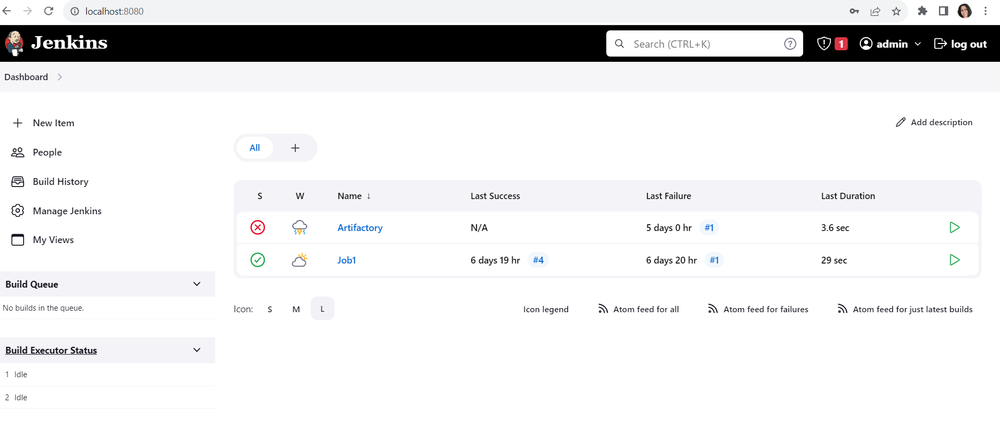 localhost:8080
Jenkins
Search (CTRL+K)
1
admin
log out
Dashboard
New Item
People
Build History
Manage Jenkins
My Views
Build Queue
No builds in the queue.
Build Executor Status
1 Idle
2 Idle
Add description
All
S W Name ↓ Last Success Last Failure Last Duration
Artifactory N/A 5 days 0 hr #1 3.6 sec
Job1 6 days 19 hr #4 6 days 20 hr #1 29 sec
Icon: S M L
Icon legend
Atom feed for all
Atom feed for failures
Atom feed for just latest builds